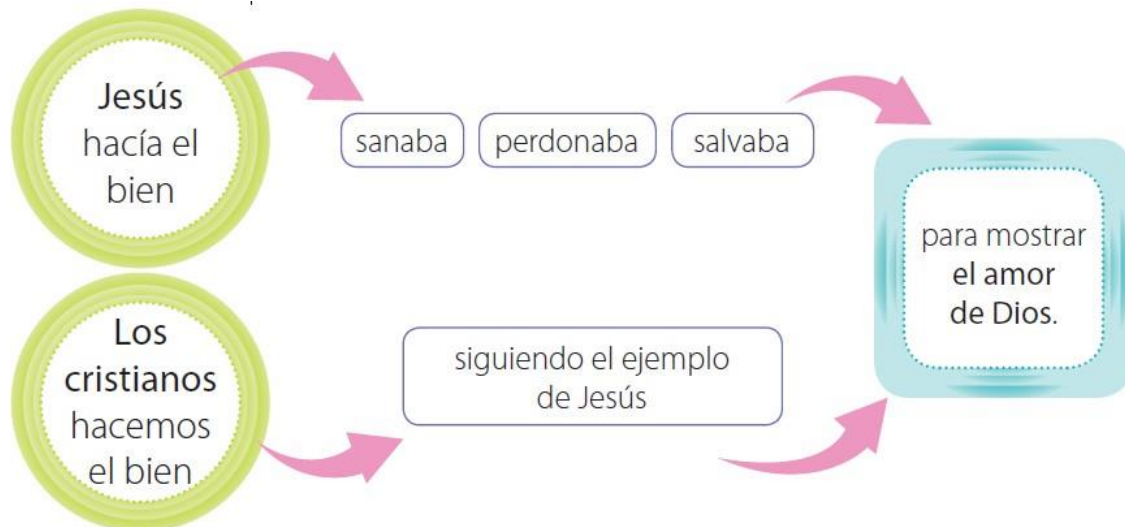 Jesús
hacía el
bien
sanaba
perdonaba
salvaba
para mostrar
el amor
de Dios.
Los
cristianos
hacemos
el bien
siguiendo el ejemplo
de Jesús